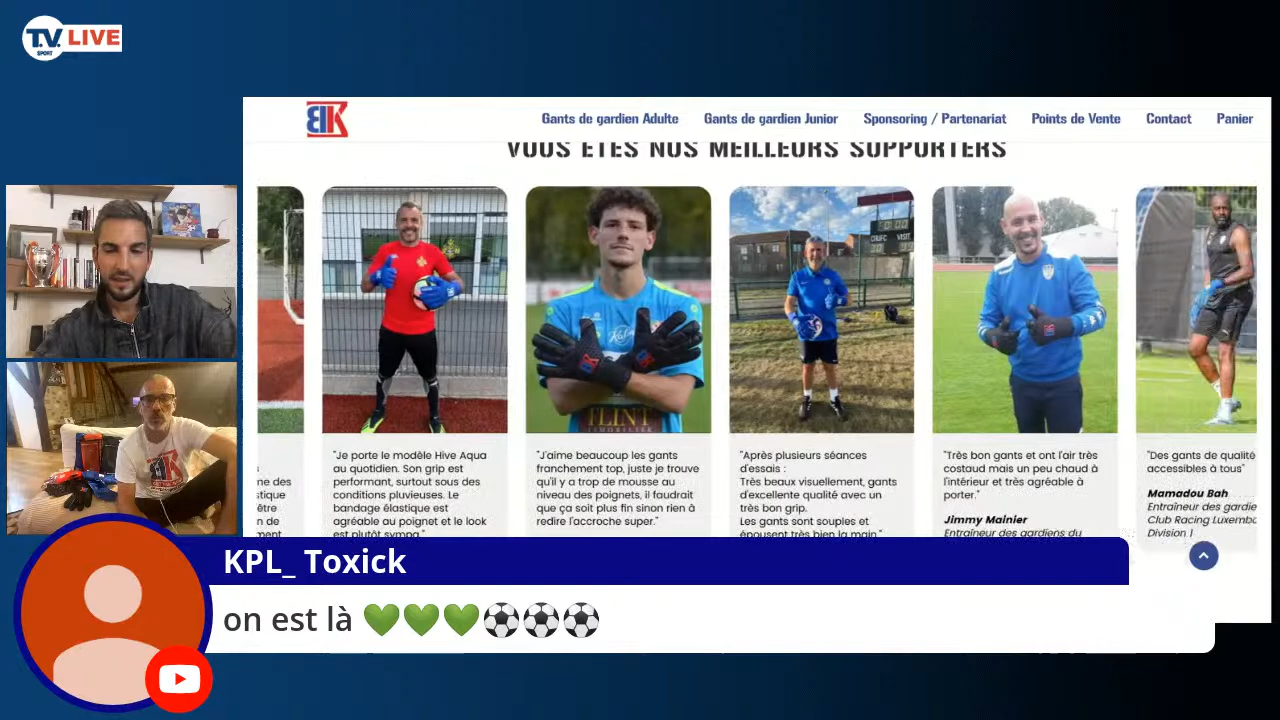 T.V. LIVE
SPORT
BK
Gants de gardien Adulte
Gants de gardien Junior
Sponsoring / Partenariat
Points de Vente
Contact
Panier
VOUS ETES NOS MEILLEURS SUPPORTERS
"Je porte le modèle Hive Aqua
au quotidien. Son grip est
performant, surtout sous des
conditions pluvieuses. Le
bandage élastique est
agréable au poignet et le look
est plutôt sympa."
"J'aime beaucoup les gants
franchement top, juste je trouve
qu'il y a trop de mousse au
niveau des poignets, il faudrait
que ça soit plus fin sinon rien à
redire l'accroche super."
"Après plusieurs séances
d'essais :
Très beaux visuellement, gants
d'excellente qualité avec un
très bon grip.
Les gants sont souples et
épousent très bien la main."
"Très bon gants et ont l'air très
costaud mais un peu chaud à
l'intérieur et très agréable à
porter."
Jimmy Mainier
Entraîneur des gardiens du
"Des gants de qualité
accessibles à tous"
Mamadou Bah
Entraîneur des gardie
Club Racing Luxembo
Division 1
KPL_ Toxick
on est là 💚💚💚⚽⚽⚽